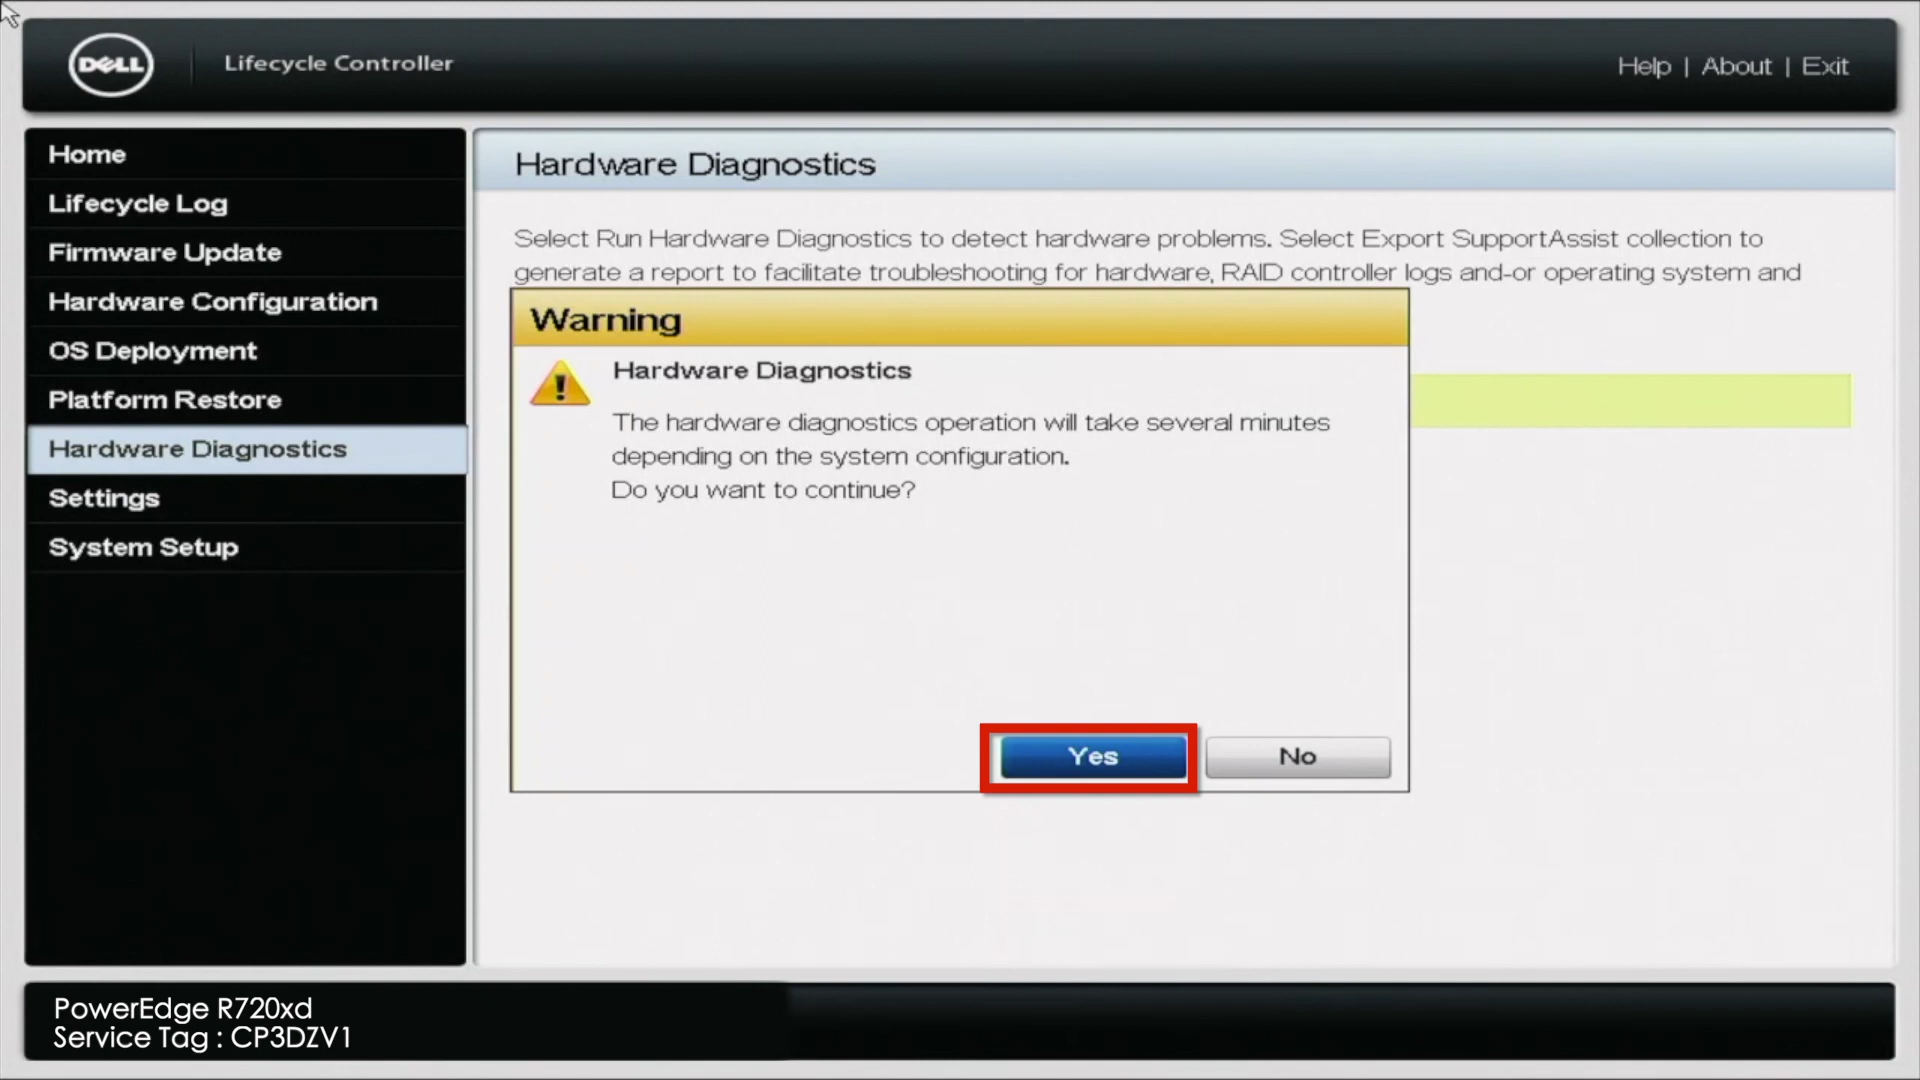 DELL
Lifecycle Controller
Help | About | Exit
Home
Lifecycle Log
Firmware Update
Hardware Configuration
OS Deployment
Platform Restore
Hardware Diagnostics
Settings
System Setup
Hardware Diagnostics
Select Run Hardware Diagnostics to detect hardware problems. Select Export SupportAssist collection to
generate a report to facilitate troubleshooting for hardware, RAID controller logs and-or operating system and
Warning
Hardware Diagnostics
The hardware diagnostics operation will take several minutes
depending on the system configuration.
Do you want to continue?
Yes
No
PowerEdge R720xd
Service Tag : CP3DZV1